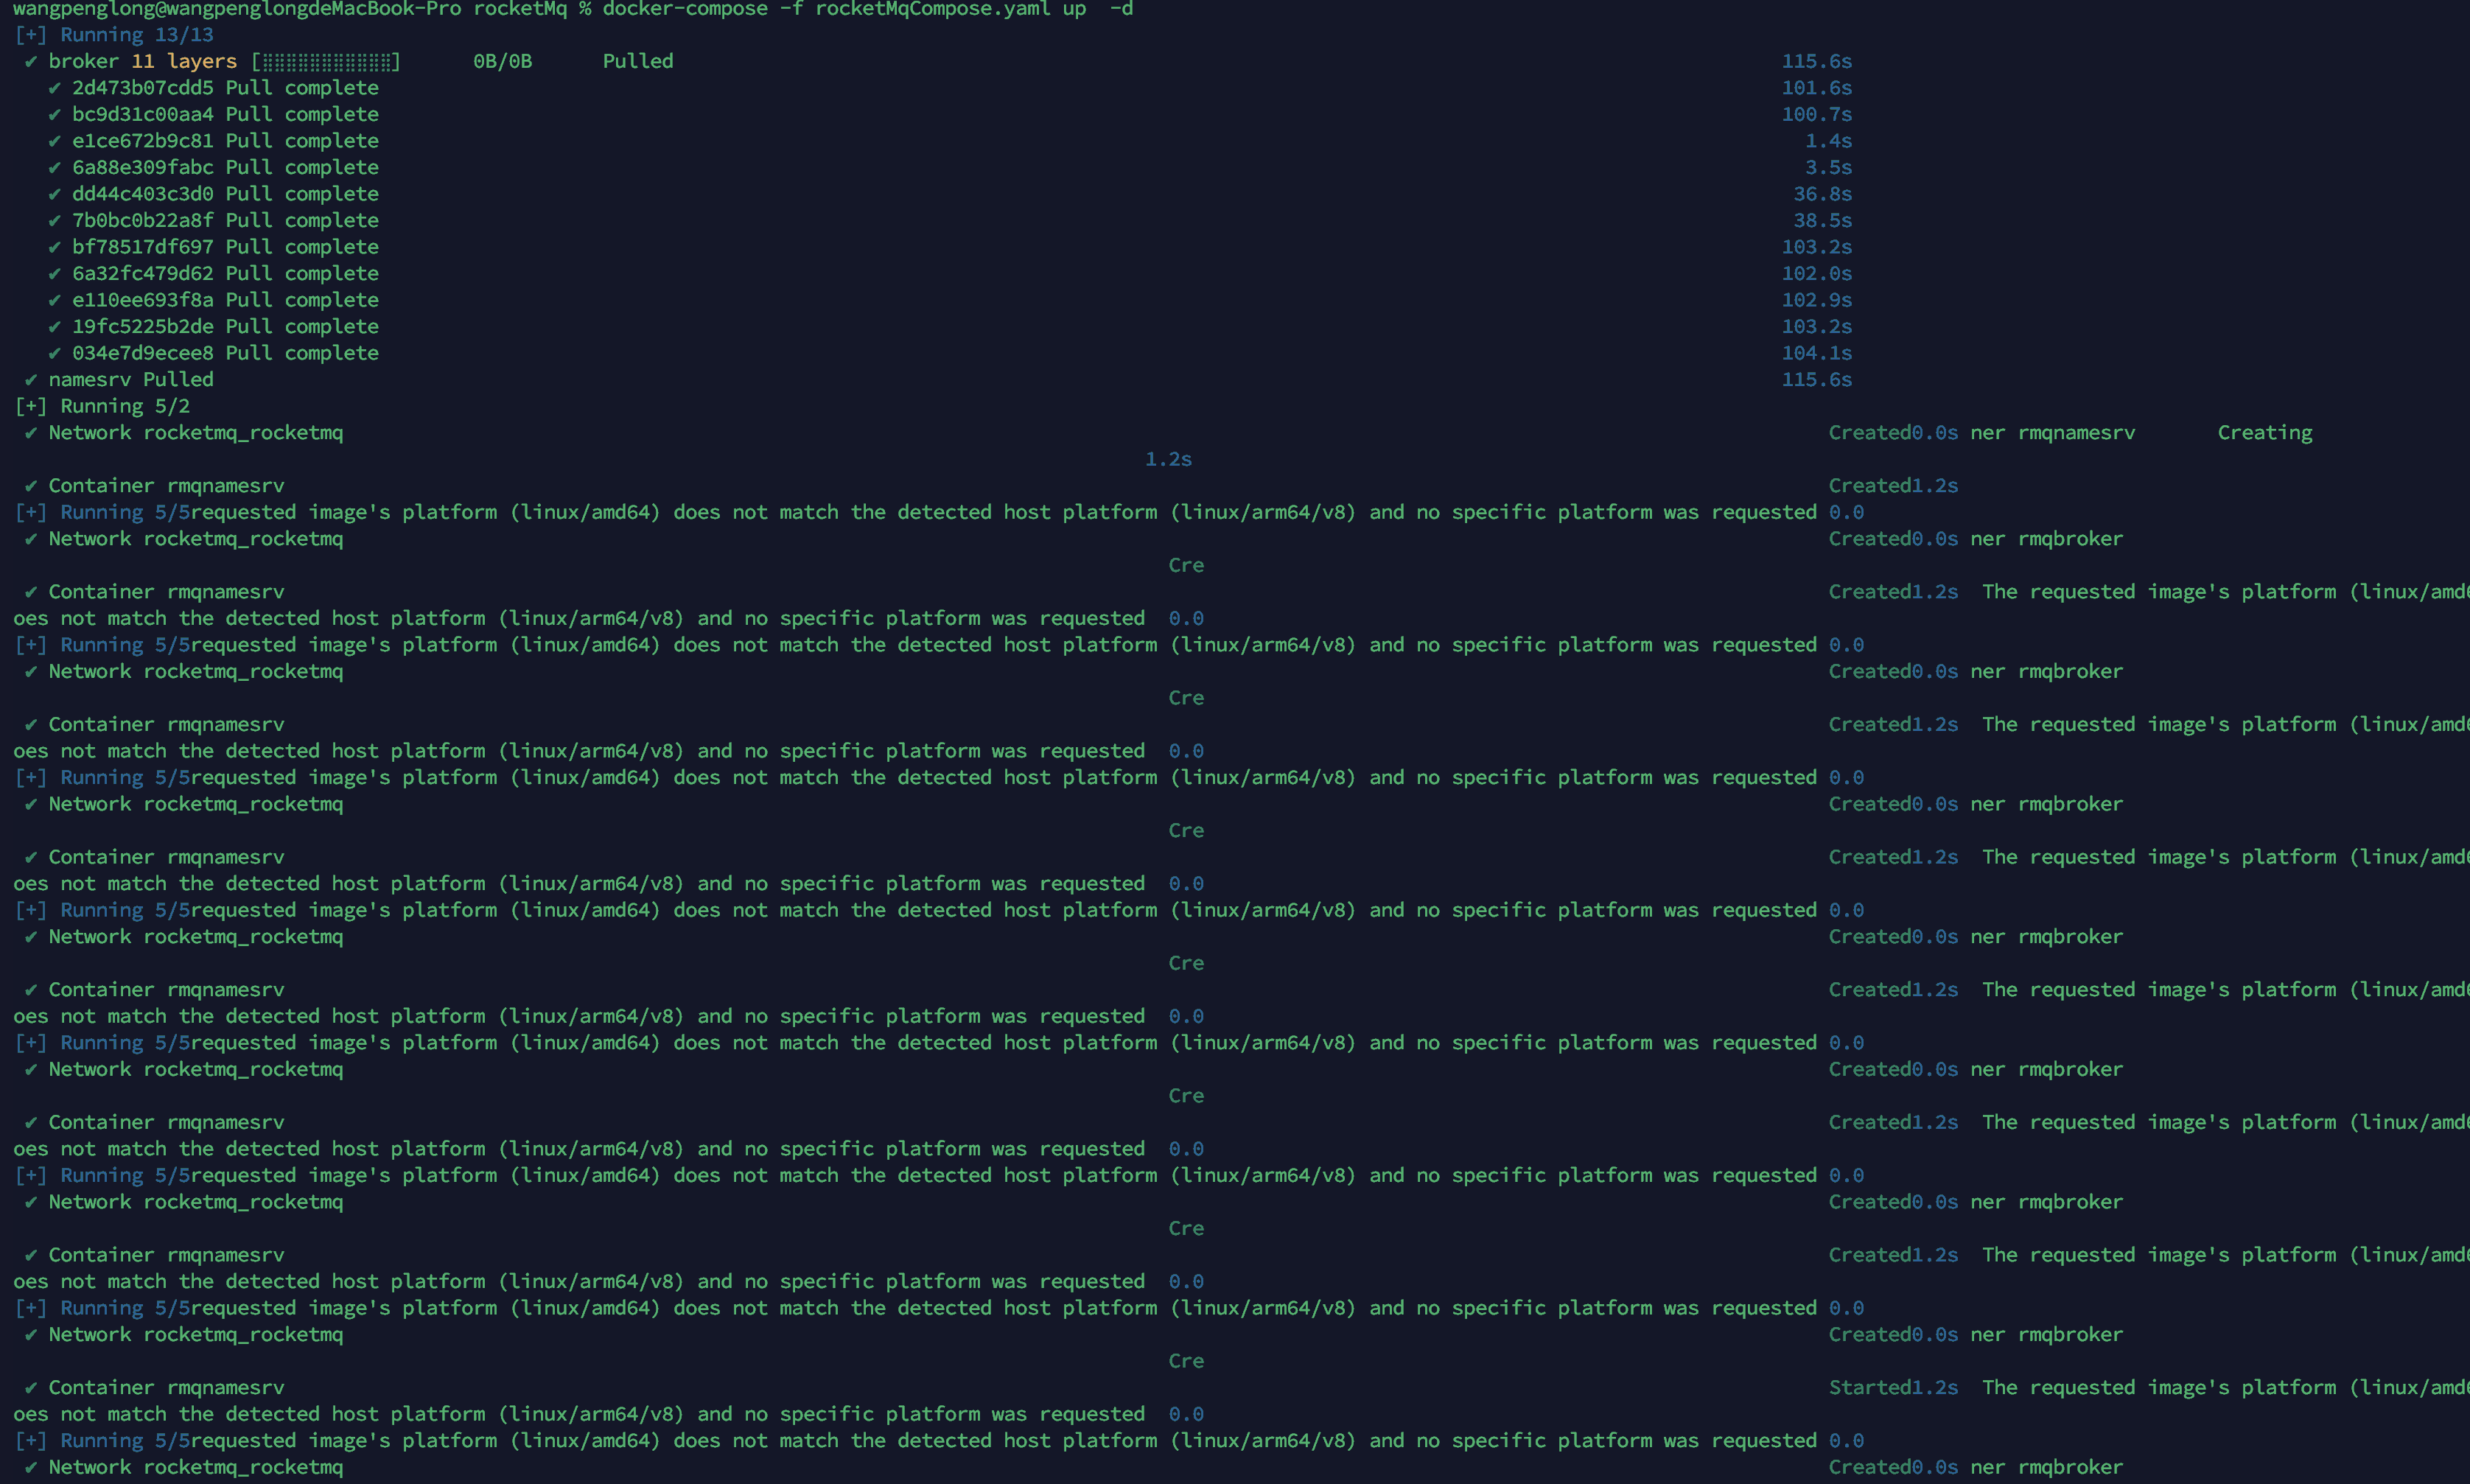 wangpenglong@wangpenglongdeMacBook-Pro rocketMq % docker-compose -f rocketMqCompose.yaml up  -d
[+] Running 13/13
✔ broker 11 layers [⣿⣿⣿⣿⣿⣿⣿⣿⣿⣿⣿] 0B/0B Pulled 115.6s
✔ 2d473b07cdd5 Pull complete 101.6s
✔ bc9d31c00aa4 Pull complete 100.7s
✔ e1ce672b9c81 Pull complete 1.4s
✔ 6a88e309fabc Pull complete 3.5s
✔ dd44c403c3d0 Pull complete 36.8s
✔ 7b0bc0b22a8f Pull complete 38.5s
✔ bf78517df697 Pull complete 103.2s
✔ 6a32fc479d62 Pull complete 102.0s
✔ e110ee693f8a Pull complete 102.9s
✔ 19fc5225b2de Pull complete 103.2s
✔ 034e7d9ecee8 Pull complete 104.1s
✔ namesrv Pulled 115.6s
[+] Running 5/2
✔ Network rocketmq_rocketmq Created0.0s ner rmqnamesrv Creating
1.2s
✔ Container rmqnamesrv Created1.2s
[+] Running 5/5requested image's platform (linux/amd64) does not match the detected host platform (linux/arm64/v8) and no specific platform was requested 0.0
✔ Network rocketmq_rocketmq Created0.0s ner rmqbroker
Cre
✔ Container rmqnamesrv Created1.2s The requested image's platform (linux/amd6
oes not match the detected host platform (linux/arm64/v8) and no specific platform was requested 0.0
[+] Running 5/5requested image's platform (linux/amd64) does not match the detected host platform (linux/arm64/v8) and no specific platform was requested 0.0
✔ Network rocketmq_rocketmq Created0.0s ner rmqbroker
Cre
✔ Container rmqnamesrv Created1.2s The requested image's platform (linux/amd6
oes not match the detected host platform (linux/arm64/v8) and no specific platform was requested 0.0
[+] Running 5/5requested image's platform (linux/amd64) does not match the detected host platform (linux/arm64/v8) and no specific platform was requested 0.0
✔ Network rocketmq_rocketmq Created0.0s ner rmqbroker
Cre
✔ Container rmqnamesrv Created1.2s The requested image's platform (linux/amd6
oes not match the detected host platform (linux/arm64/v8) and no specific platform was requested 0.0
[+] Running 5/5requested image's platform (linux/amd64) does not match the detected host platform (linux/arm64/v8) and no specific platform was requested 0.0
✔ Network rocketmq_rocketmq Created0.0s ner rmqbroker
Cre
✔ Container rmqnamesrv Created1.2s The requested image's platform (linux/amd6
oes not match the detected host platform (linux/arm64/v8) and no specific platform was requested 0.0
[+] Running 5/5requested image's platform (linux/amd64) does not match the detected host platform (linux/arm64/v8) and no specific platform was requested 0.0
✔ Network rocketmq_rocketmq Created0.0s ner rmqbroker
Cre
✔ Container rmqnamesrv Created1.2s The requested image's platform (linux/amd6
oes not match the detected host platform (linux/arm64/v8) and no specific platform was requested 0.0
[+] Running 5/5requested image's platform (linux/amd64) does not match the detected host platform (linux/arm64/v8) and no specific platform was requested 0.0
✔ Network rocketmq_rocketmq Created0.0s ner rmqbroker
Cre
✔ Container rmqnamesrv Created1.2s The requested image's platform (linux/amd6
oes not match the detected host platform (linux/arm64/v8) and no specific platform was requested 0.0
[+] Running 5/5requested image's platform (linux/amd64) does not match the detected host platform (linux/arm64/v8) and no specific platform was requested 0.0
✔ Network rocketmq_rocketmq Created0.0s ner rmqbroker
Cre
✔ Container rmqnamesrv Started1.2s The requested image's platform (linux/amd6
oes not match the detected host platform (linux/arm64/v8) and no specific platform was requested 0.0
[+] Running 5/5requested image's platform (linux/amd64) does not match the detected host platform (linux/arm64/v8) and no specific platform was requested 0.0
✔ Network rocketmq_rocketmq Created0.0s ner rmqbroker